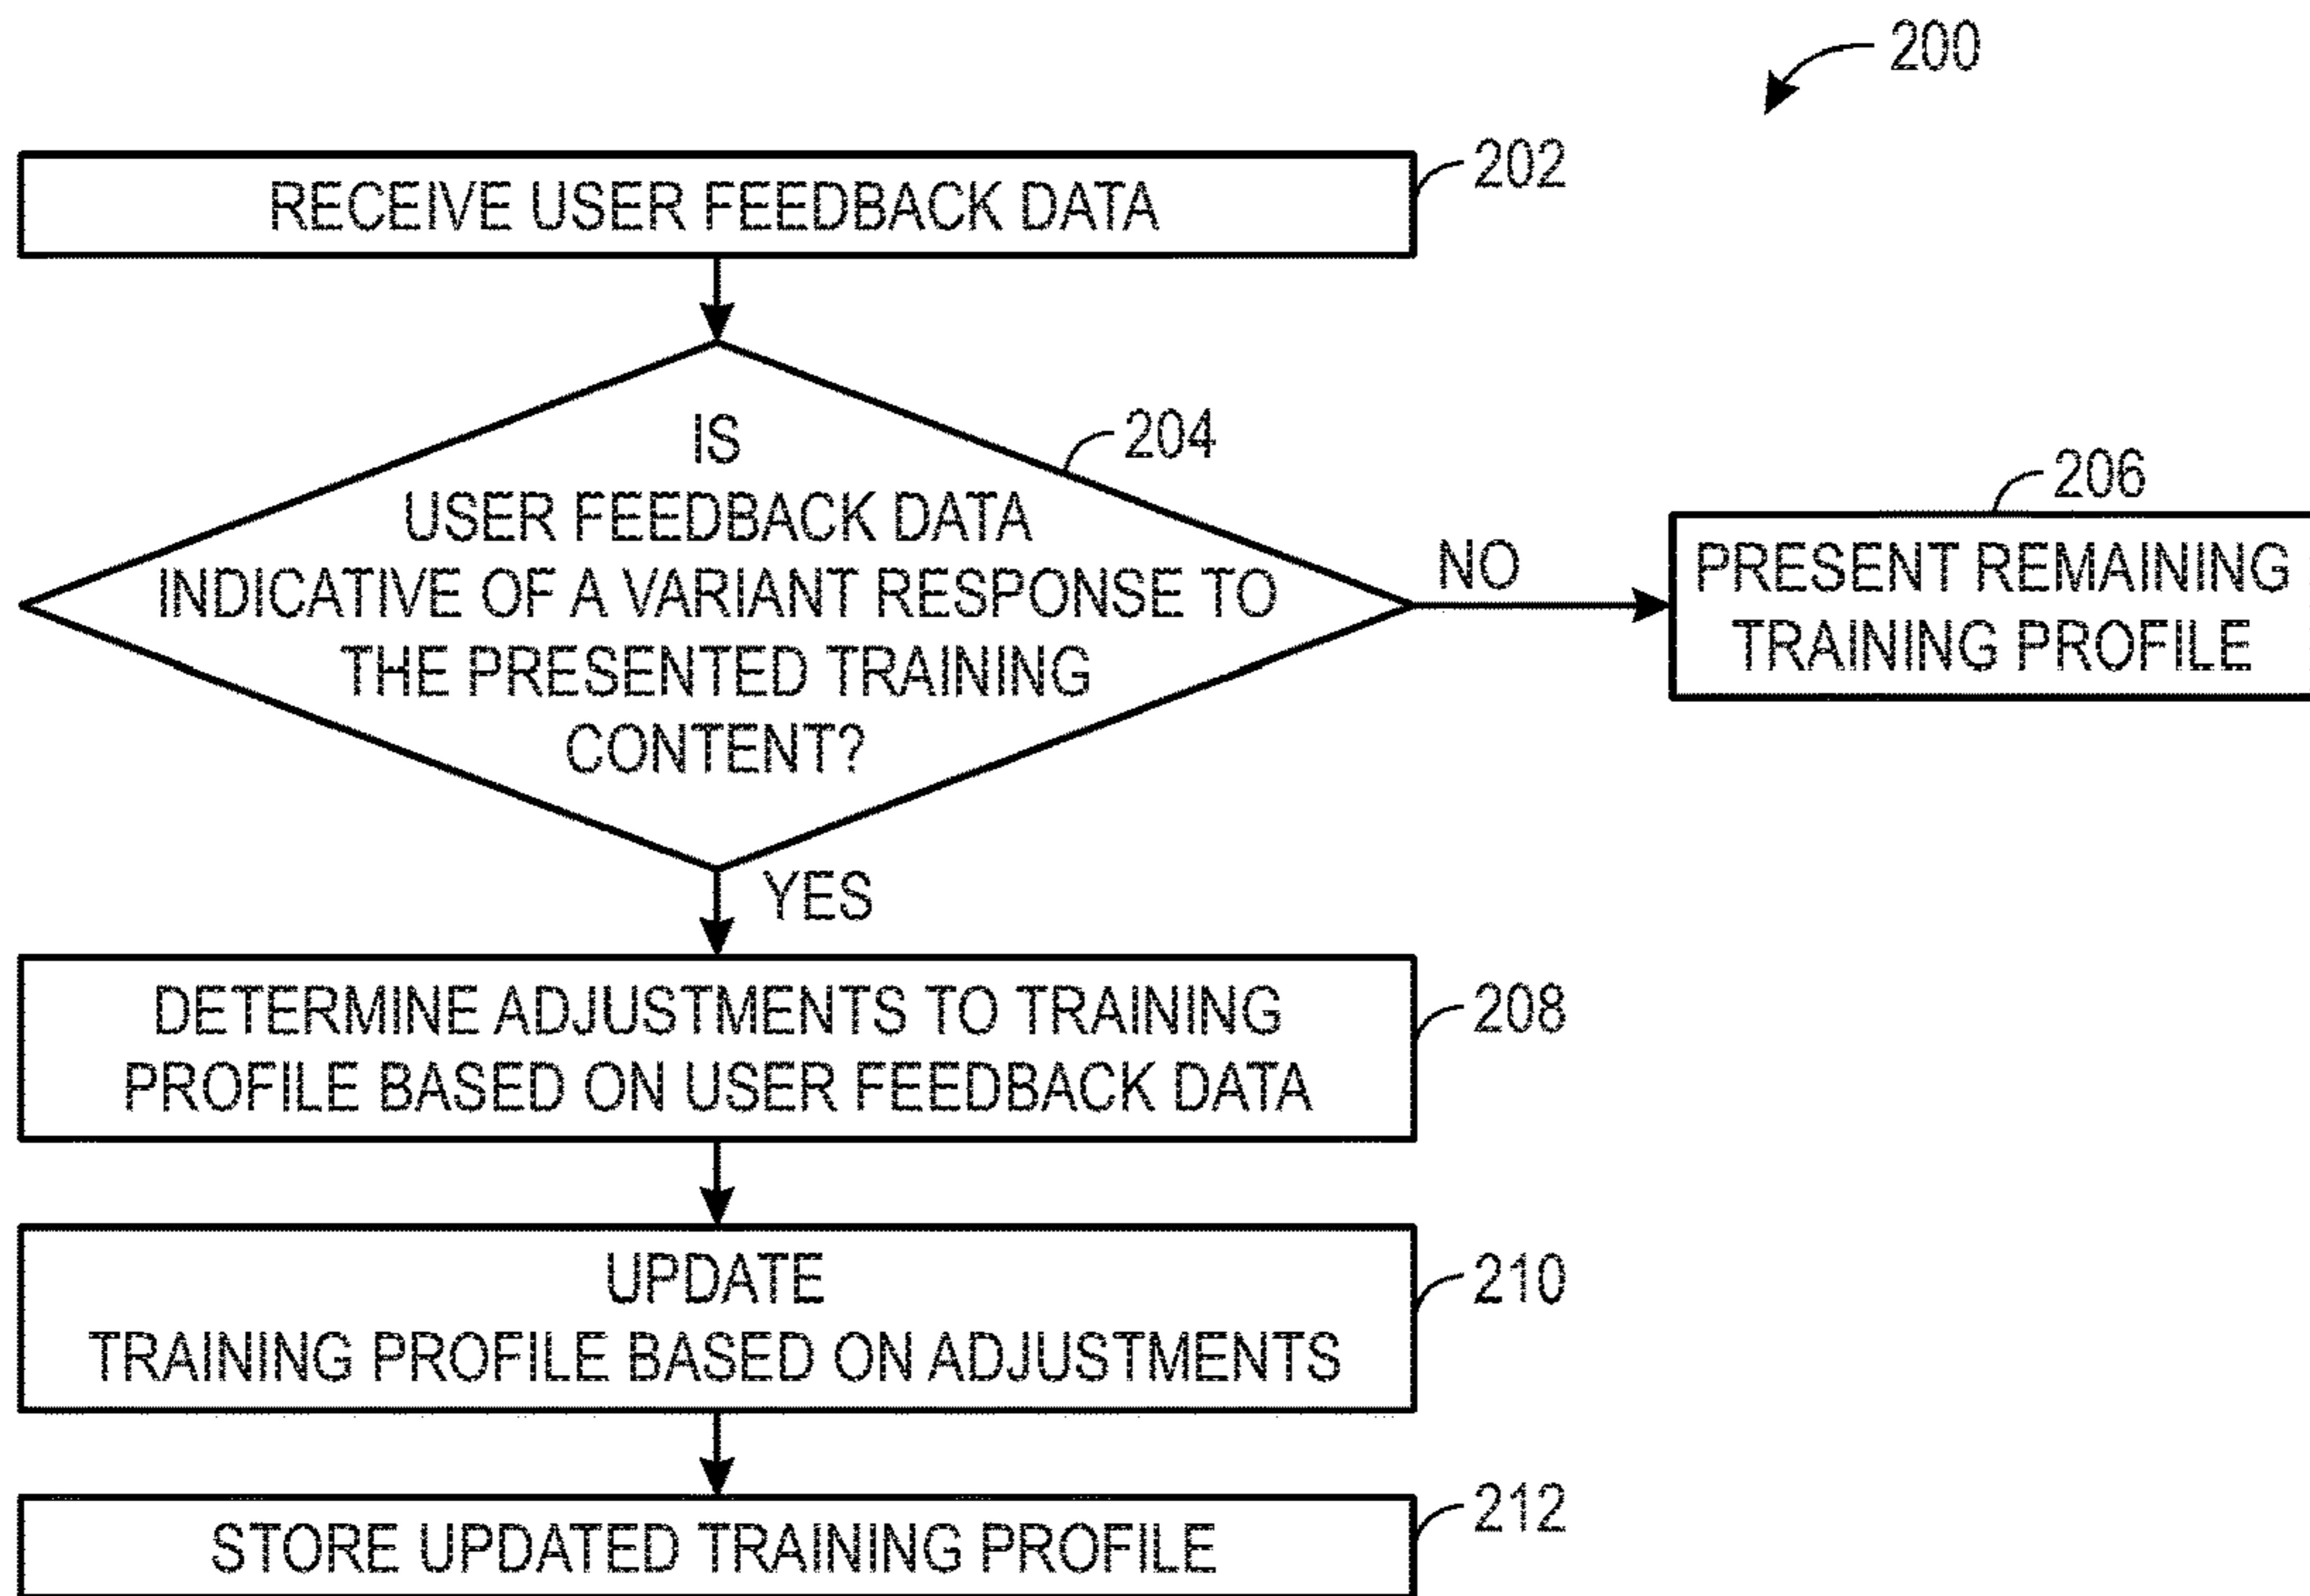 200
RECEIVE USER FEEDBACK DATA
202
IS
USER FEEDBACK DATA
INDICATIVE OF A VARIANT RESPONSE TO
THE PRESENTED TRAINING
CONTENT?
204
NO
206
PRESENT REMAINING
TRAINING PROFILE
YES
DETERMINE ADJUSTMENTS TO TRAINING
PROFILE BASED ON USER FEEDBACK DATA
208
UPDATE
TRAINING PROFILE BASED ON ADJUSTMENTS
210
STORE UPDATED TRAINING PROFILE
212